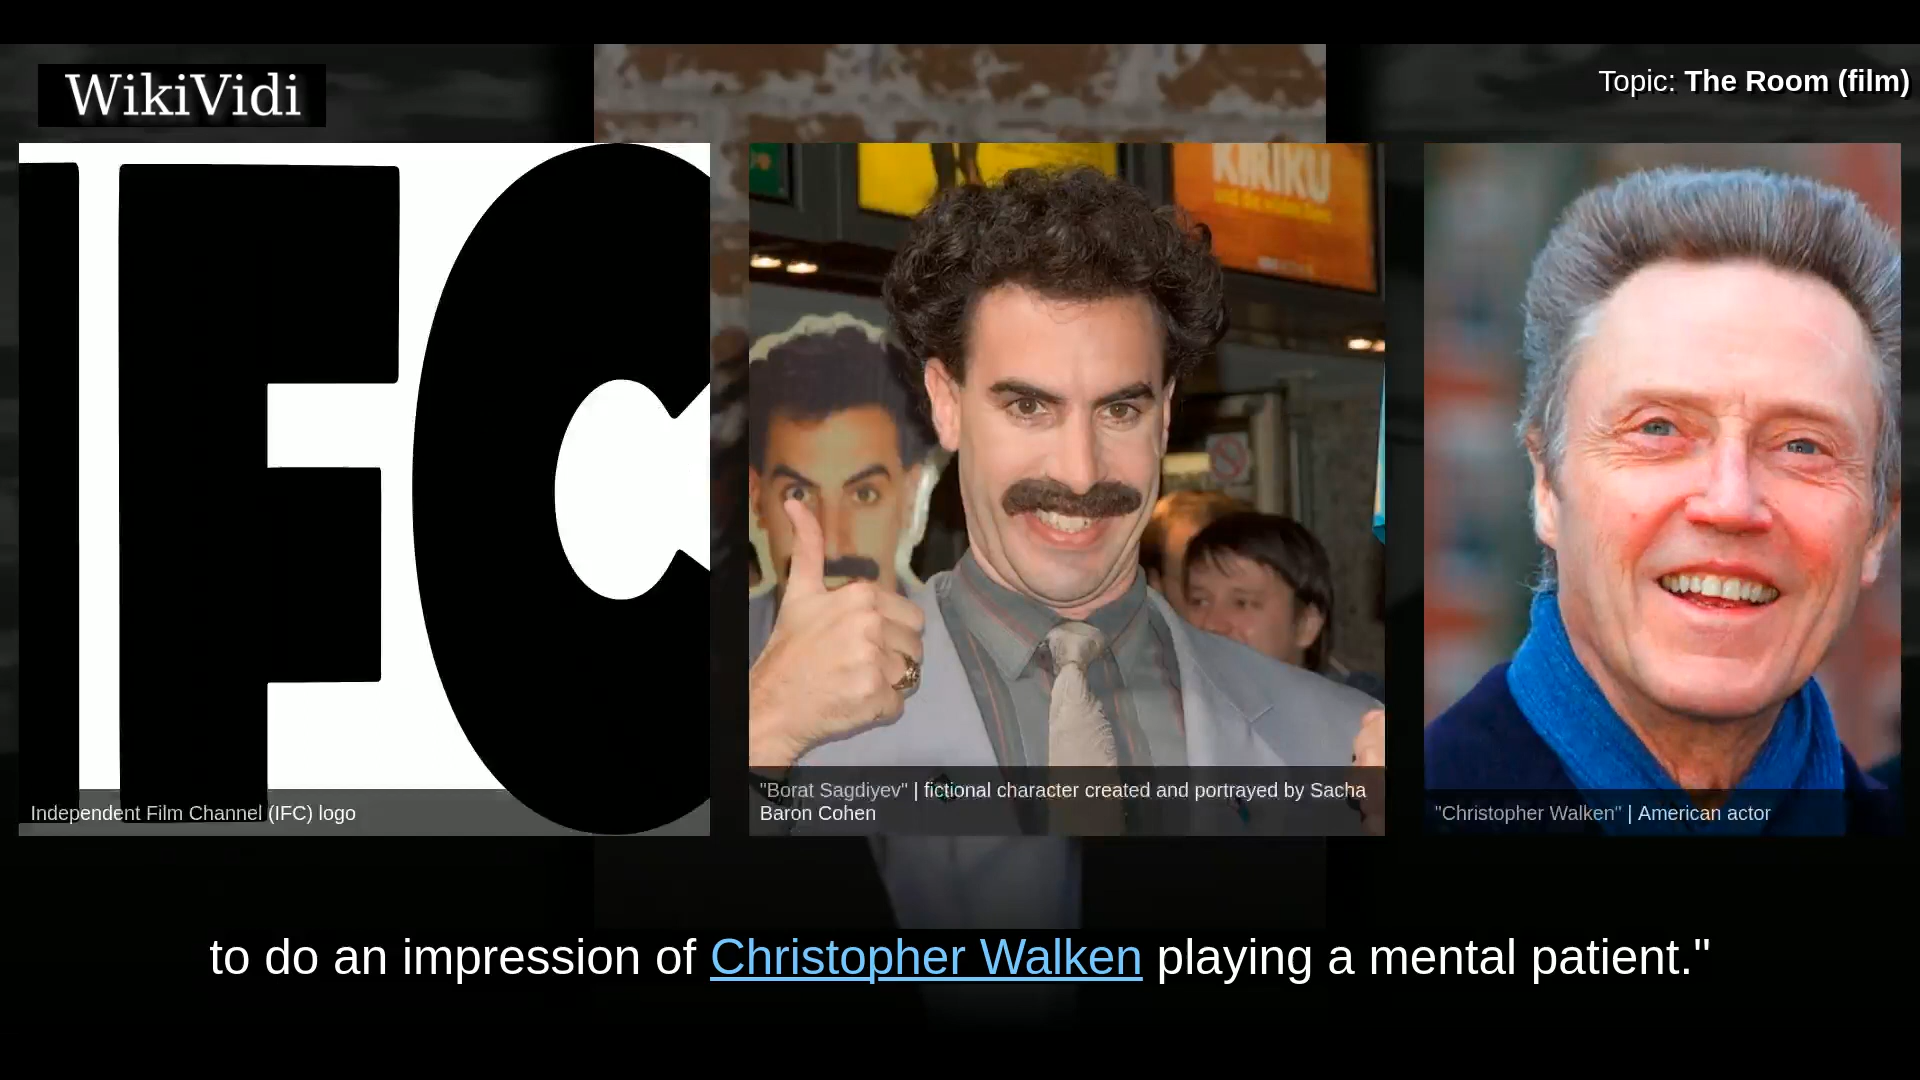 WikiVidi
Topic: The Room (film)
IFC
KIRIKU
Independent Film Channel (IFC) logo
"Borat Sagdiyev" | fictional character created and portrayed by Sacha
Baron Cohen
"Christopher Walken" | American actor
to do an impression of Christopher Walken playing a mental patient."